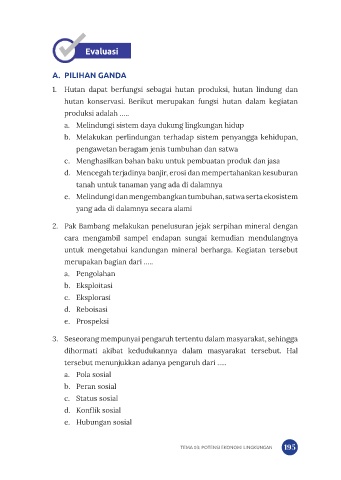 Evaluasi
A. PILIHAN GANDA
1. Hutan dapat berfungsi sebagai hutan produksi, hutan lindung dan
hutan konservasi. Berikut merupakan fungsi hutan dalam kegiatan
produksi adalah .....
a. Melindungi sistem daya dukung lingkungan hidup
b. Melakukan perlindungan terhadap sistem penyangga kehidupan,
pengawetan beragam jenis tumbuhan dan satwa
c. Menghasilkan bahan baku untuk pembuatan produk dan jasa
d. Mencegah terjadinya banjir, erosi dan mempertahankan kesuburan
tanah untuk tanaman yang ada di dalamnya
e. Melindungi dan mengembangkan tumbuhan, satwa serta ekosistem
yang ada di dalamnya secara alami
2. Pak Bambang melakukan penelusuran jejak serpihan mineral dengan
cara mengambil sampel endapan sungai kemudian mendulangnya
untuk mengetahui kandungan mineral berharga. Kegiatan tersebut
merupakan bagian dari .....
a. Pengolahan
b. Eksploitasi
c. Eksplorasi
d. Reboisasi
e. Prospeksi
3. Seseorang mempunyai pengaruh tertentu dalam masyarakat, sehingga
dihormati akibat kedudukannya dalam masyarakat tersebut. Hal
tersebut menunjukkan adanya pengaruh dari .....
a. Pola sosial
b. Peran sosial
c. Status sosial
d. Konflik sosial
e. Hubungan sosial
TEMA 03: POTENSI EKONOMI LINGKUNGAN 195